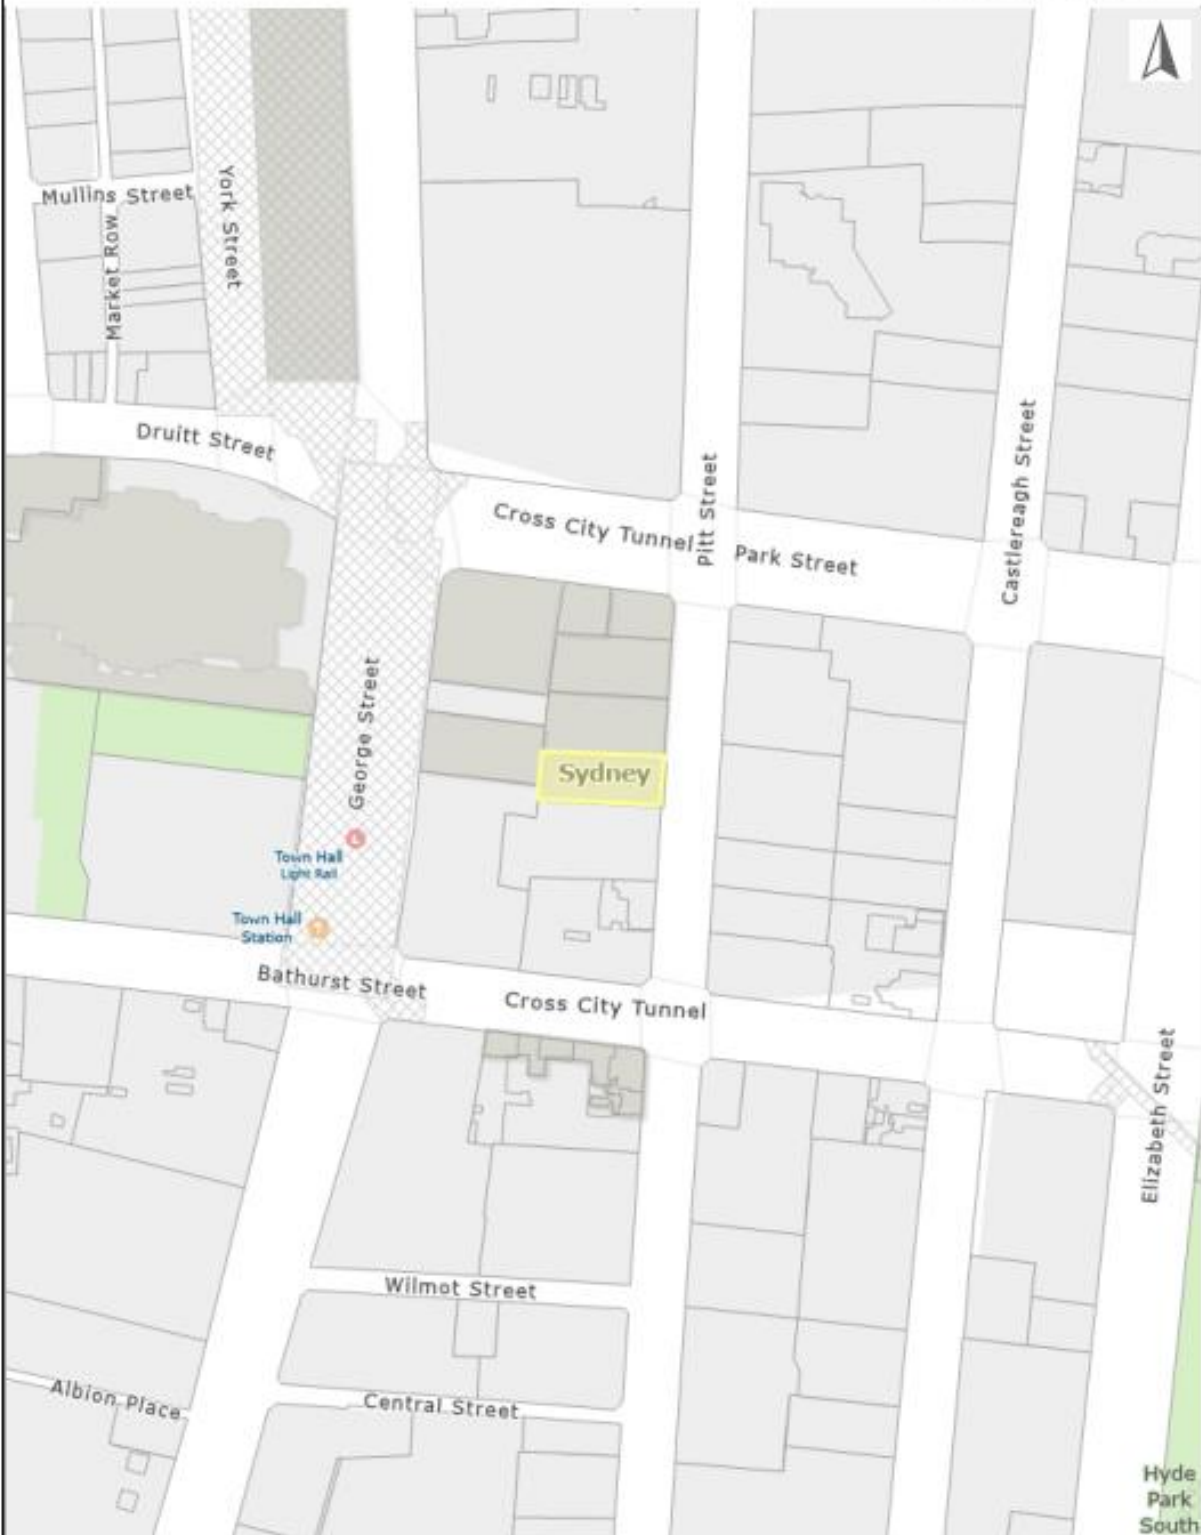 Mullins Street
Market Row
York Street
Druitt Street
Cross City Tunnel
Pitt Street
Park Street
Castlereagh Street
George Street
Sydney
Town Hall
Light Rail
Town Hall
Station
Bathurst Street
Cross City Tunnel
Elizabeth Street
Wilmot Street
Albion Place
Central Street
Hyde
Park
South